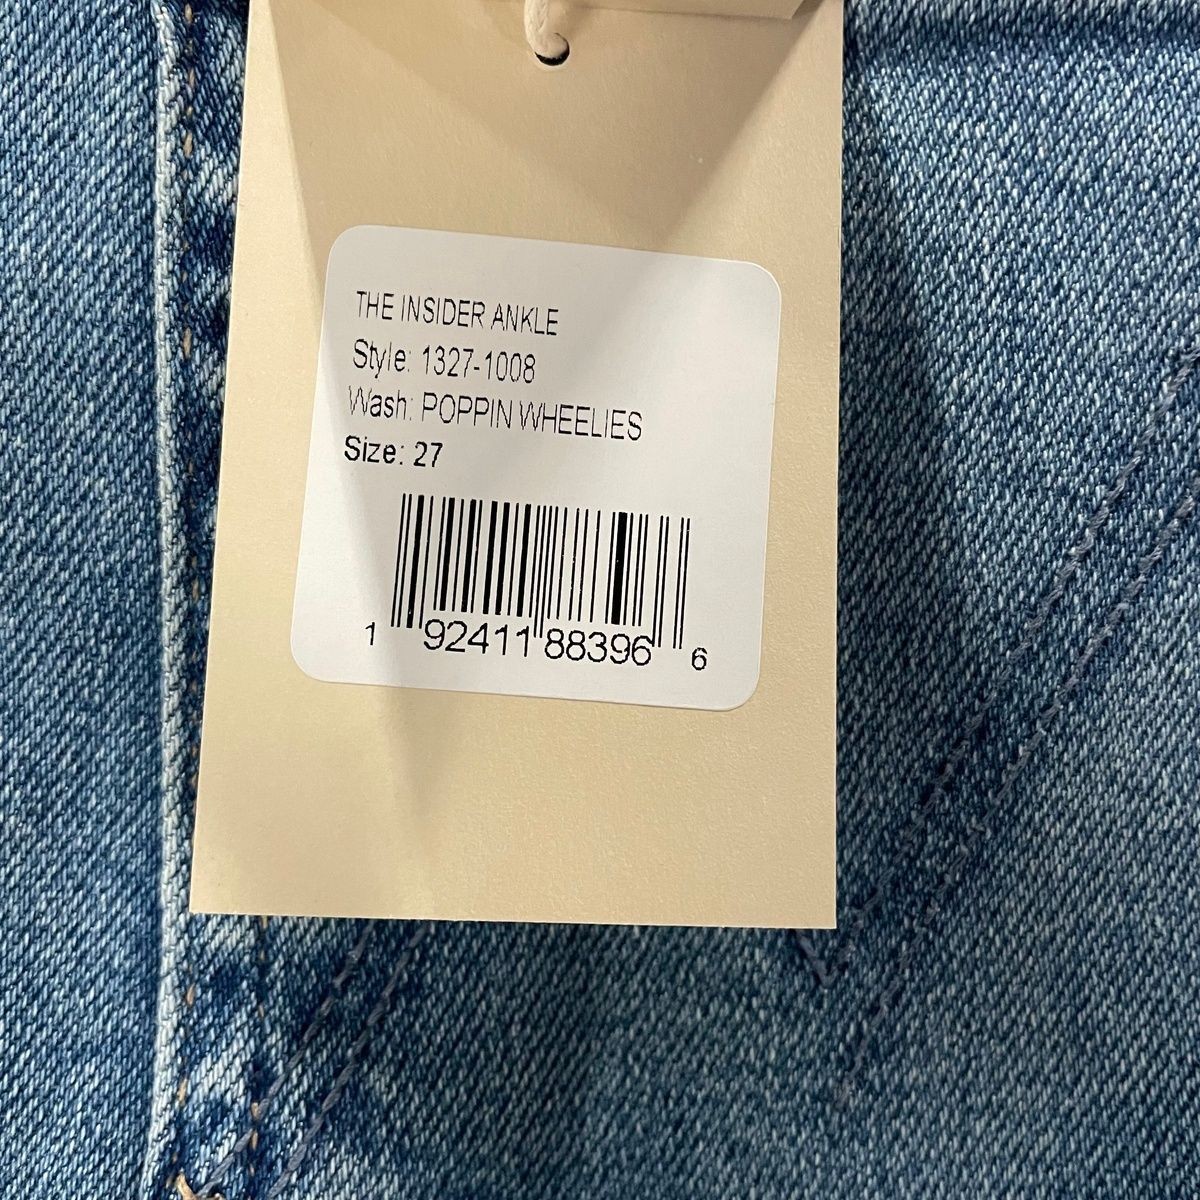 THE INSIDER ANKLE
Style: 1327-1008
Wash: POPPIN WHEELIES
Size: 27
1 92411 88396 6